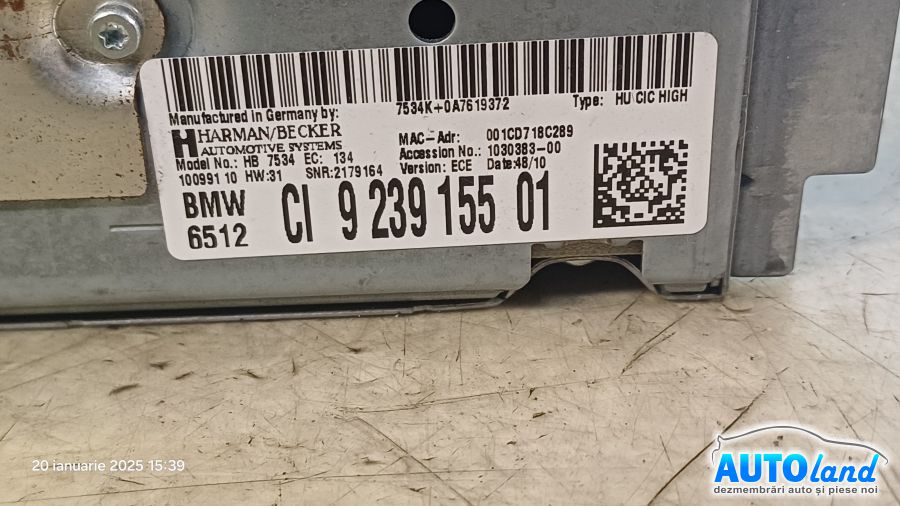 Manufactured in Germany by: 7534K+0A7619372 Type: HU CIC HIGH
HARMAN/BECKER
AUTOMOTIVE SYSTEMS
MAC-Adr: 001CD718C289
Accession No.: 1030383-00
Model No.: HB 7534 EC: 134 Version: ECE Date:48/10
10099110 HW:31 SNR:2179164
BMW
6512
CI 9 239 155 01
20 ianuarie 2025 15:39
AUTOland
dezmembrări auto și piese noi